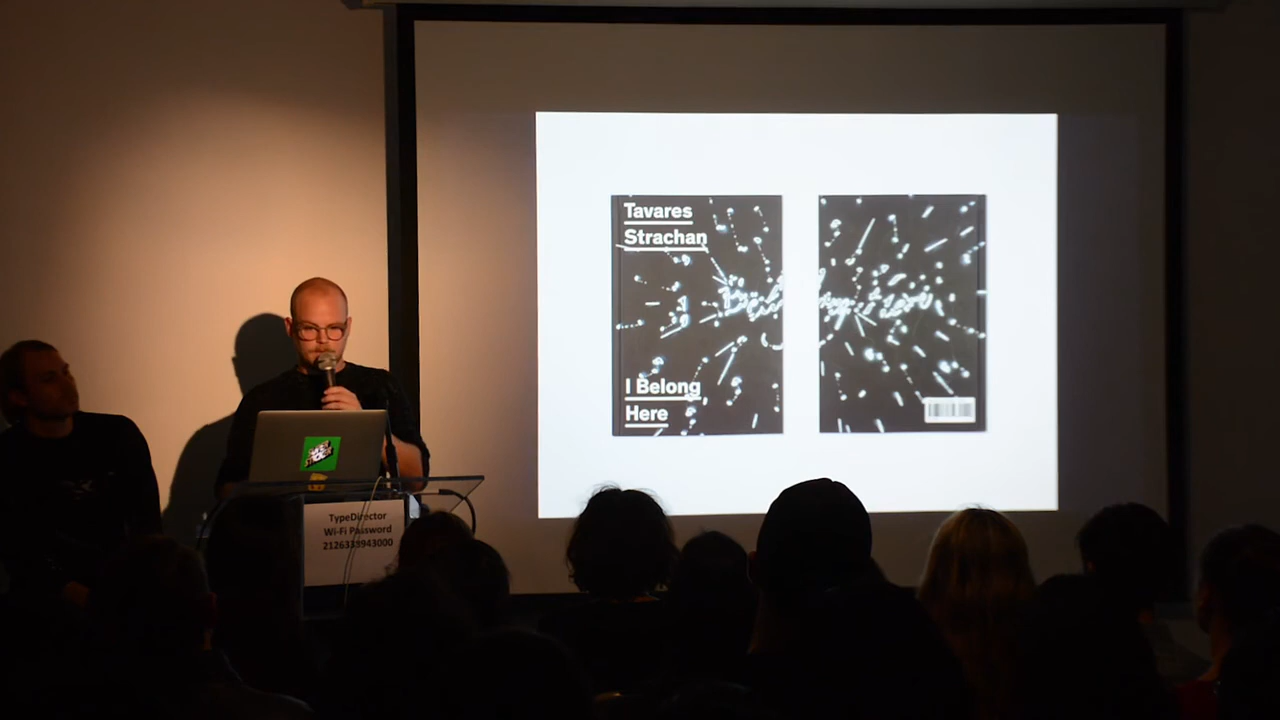 Tavares
Strachan
I Belong
Here
TypeDirector
Wi-Fi Password
2126333943000